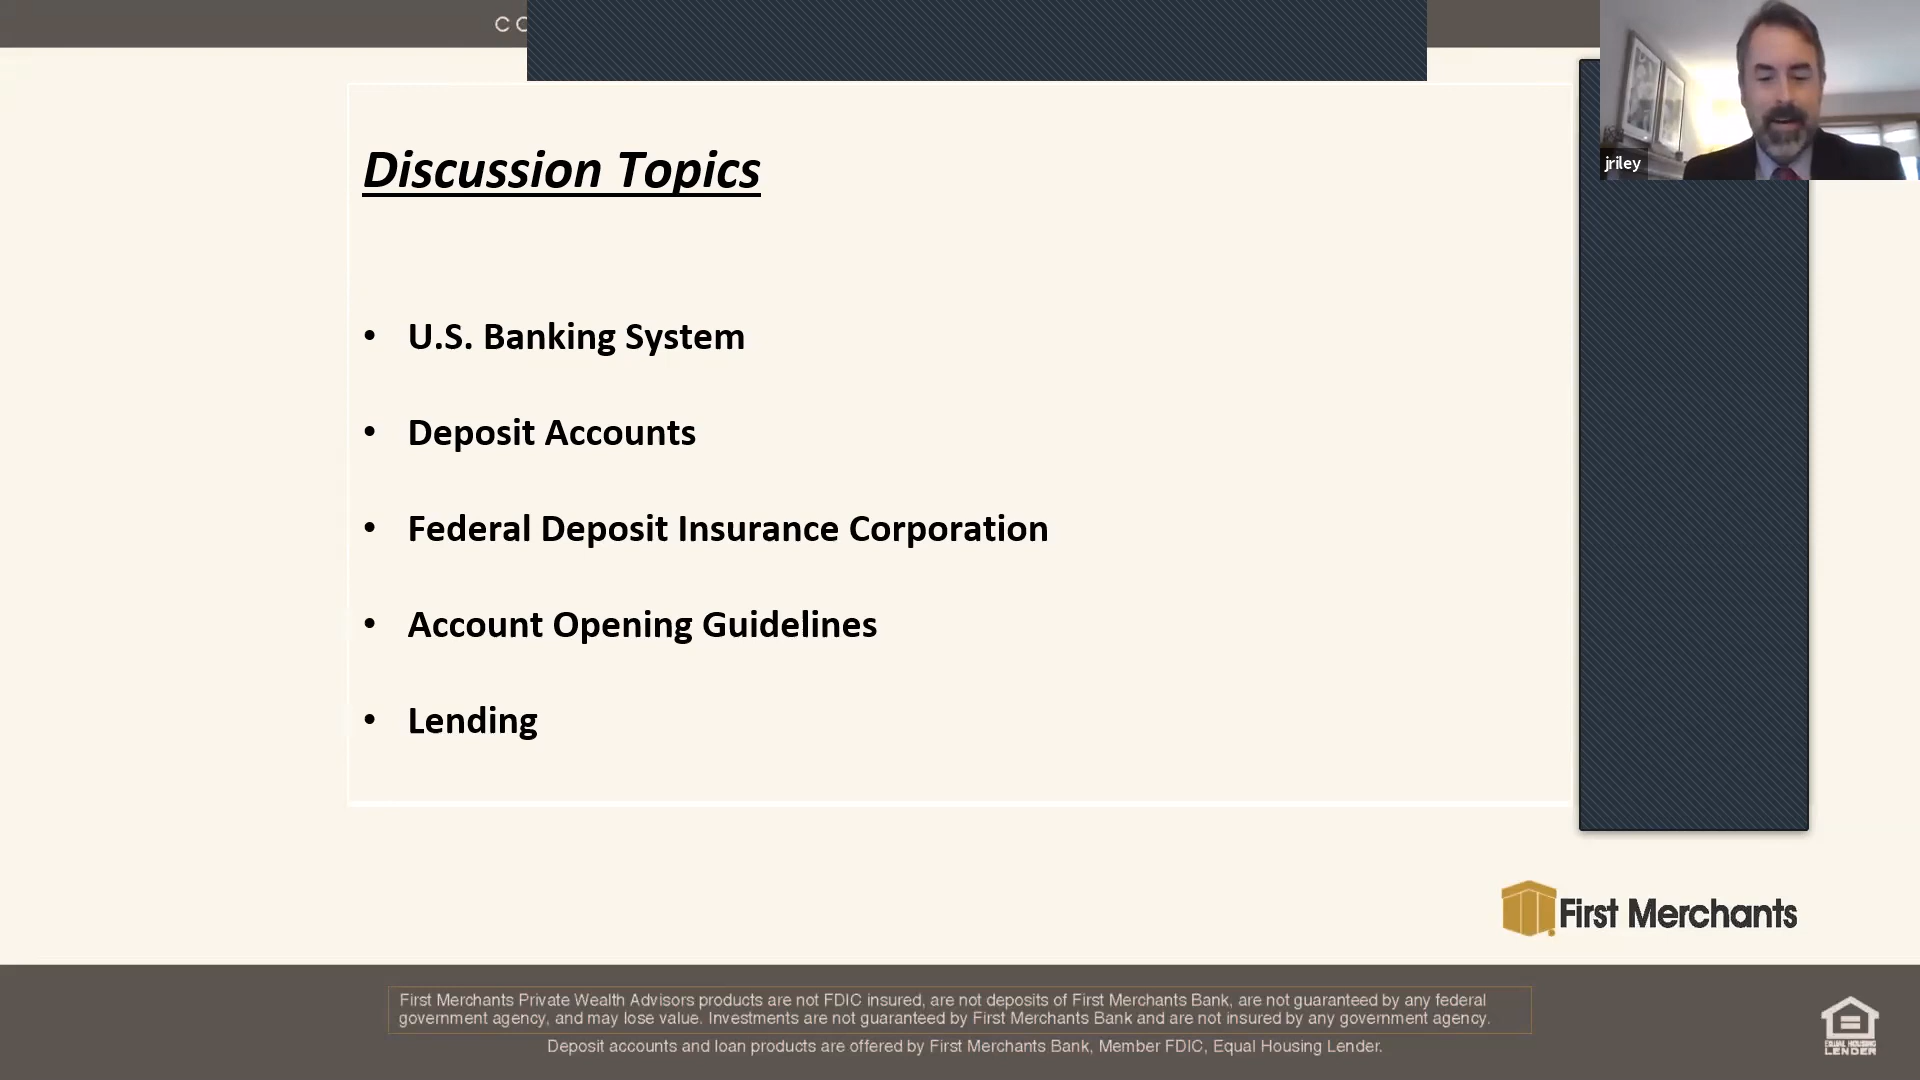 jriley
Discussion Topics
• U.S. Banking System
• Deposit Accounts
• Federal Deposit Insurance Corporation
• Account Opening Guidelines
• Lending
First Merchants
First Merchants Private Wealth Advisors products are not FDIC insured, are not deposits of First Merchants Bank, are not guaranteed by any federal
government agency, and may lose value. Investments are not guaranteed by First Merchants Bank and are not insured by any government agency.
Deposit accounts and loan products are offered by First Merchants Bank, Member FDIC, Equal Housing Lender.
EQUAL HOUSING
LENDER